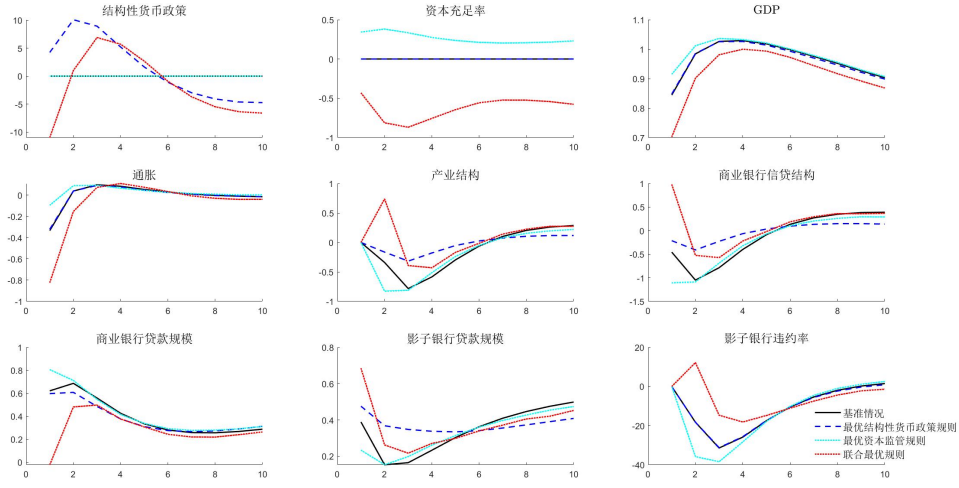 结构性货币政策
10
5
0
-5
-10
0 2 4 6 8 10
资本充足率
0.5
0
-0.5
-1
0 2 4 6 8 10
GDP
1.1
1
0.9
0.8
0.7
0 2 4 6 8 10
通胀
0
-0.2
-0.4
-0.6
-0.8
-1
0 2 4 6 8 10
产业结构
1
0.5
0
-0.5
-1
0 2 4 6 8 10
商业银行信贷结构
1
0.5
0
-0.5
-1
-1.5
0 2 4 6 8 10
商业银行贷款规模
1
0.8
0.6
0.4
0.2
0
0 2 4 6 8 10
影子银行贷款规模
0.8
0.6
0.4
0.2
0 2 4 6 8 10
影子银行违约率
20
0
-20
-40
0 2 4 6 8 10
基准情况
最优结构性货币政策规则
最优资本监管规则
联合最优规则